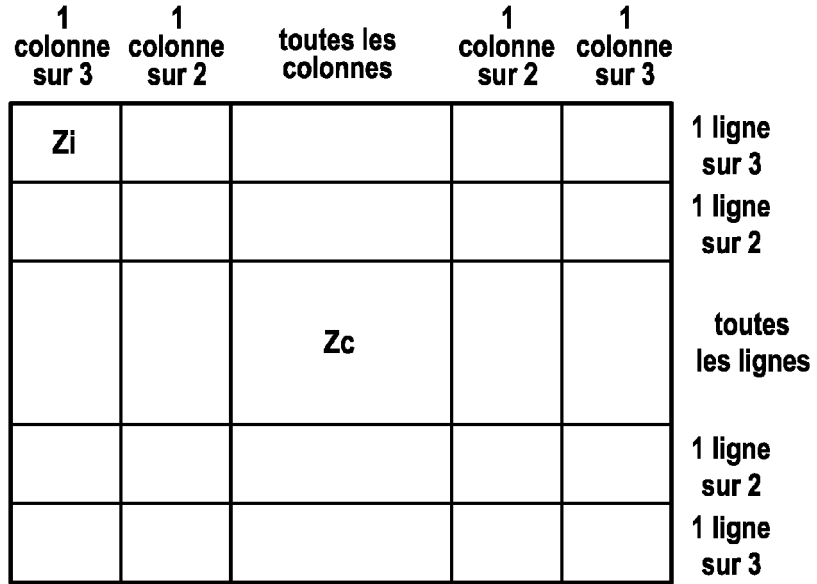 1
colonne
sur 3
1
colonne
sur 2
toutes les
colonnes
1
colonne
sur 2
1
colonne
sur 3
Zi
1 ligne
sur 3
1 ligne
sur 2
Zc
toutes
les lignes
1 ligne
sur 2
1 ligne
sur 3